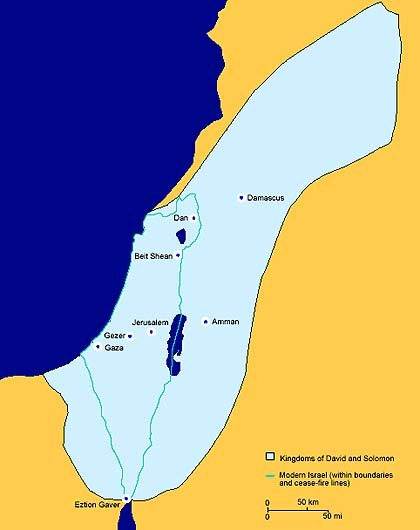 Damascus
Dan
Beit Shean
Jerusalem
Amman
Gezer
Gaza
Kingdoms of David and Solomon
Modern Israel (within boundaries
and cease-fire lines)
Eztion Gaver
0 50 km
0 50 mi